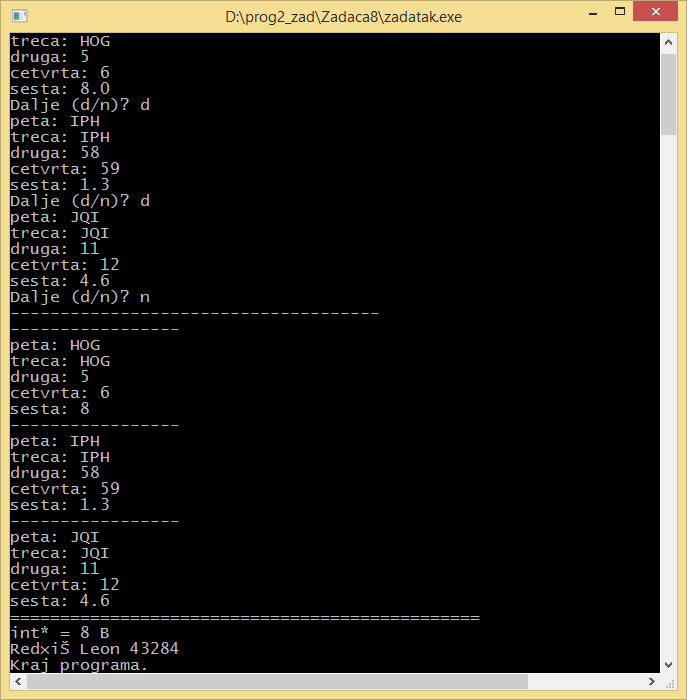 D:\prog2_zad\Zadaca8\zadatak.exe
treca: HOG
druga: 5
cetvrta: 6
sesta: 8.0
Dalje (d/n)? d
peta: IPH
treca: IPH
druga: 58
cetvrta: 59
sesta: 1.3
Dalje (d/n)? d
peta: JQI
treca: JQI
druga: 11
cetvrta: 12
sesta: 4.6
Dalje (d/n)? n
-------------------------------------
-----------------
peta: HOG
treca: HOG
druga: 5
cetvrta: 6
sesta: 8
-----------------
peta: IPH
treca: IPH
druga: 58
cetvrta: 59
sesta: 1.3
-----------------
peta: JQI
treca: JQI
druga: 11
cetvrta: 12
sesta: 4.6
===============================================
int* = 8 B
Red×iŠ Leon 43284
Kraj programa.